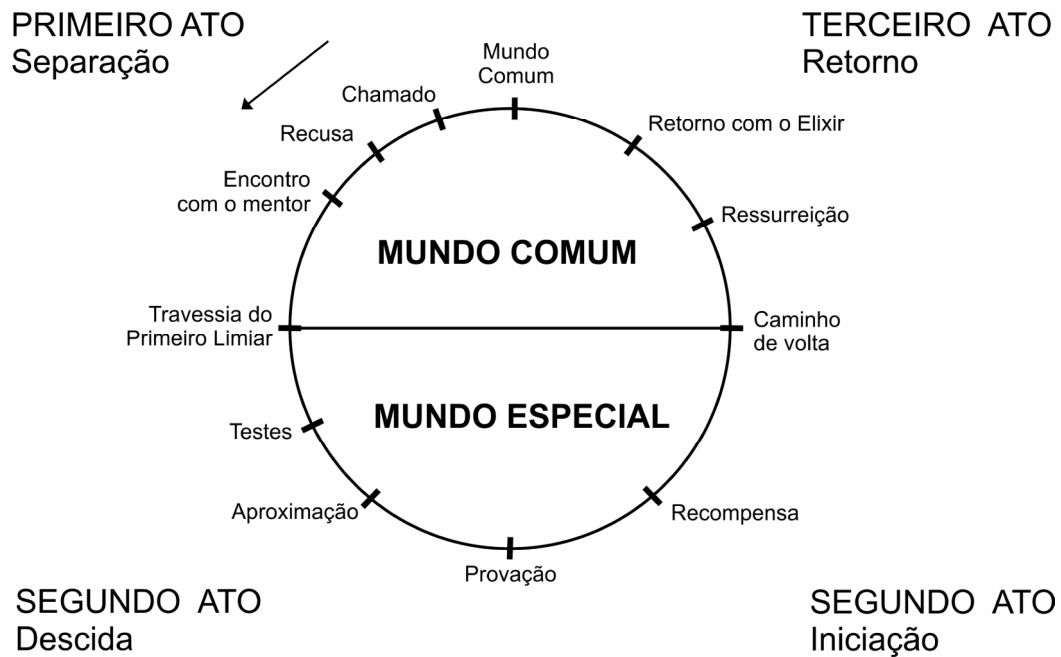 PRIMEIRO ATO
Separação
TERCEIRO ATO
Retorno
Mundo
Comum
Chamado
Recusa
Encontro
com o mentor
Travessia do
Primeiro Limiar
Testes
Aproximação
Provação
Recompensa
Caminho
de volta
Ressurreição
Retorno com o Elixir
MUNDO COMUM
MUNDO ESPECIAL
SEGUNDO ATO
Descida
SEGUNDO ATO
Iniciação